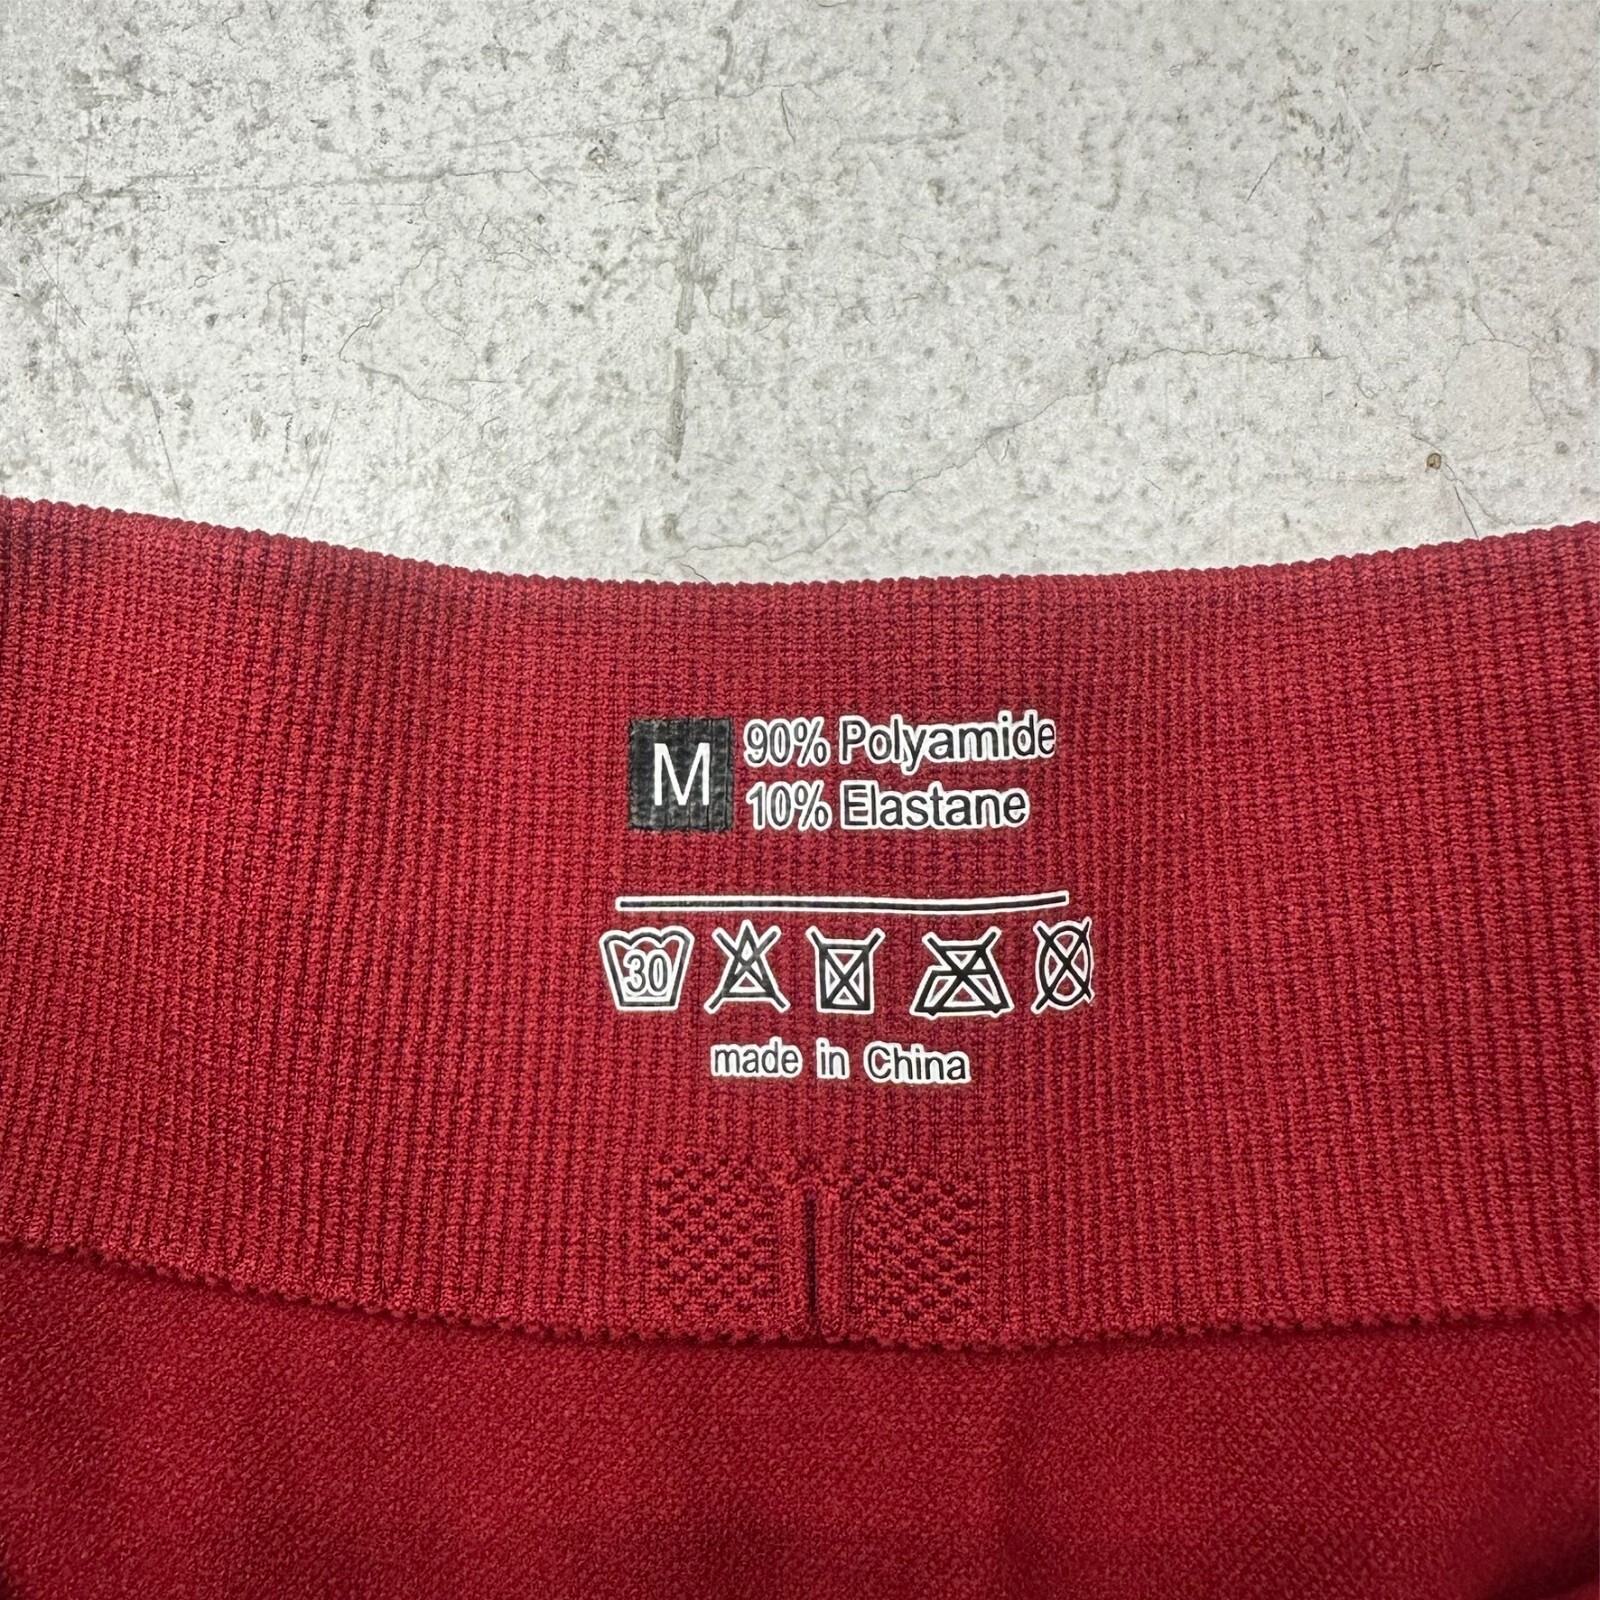 M 90% Polyamide
10% Elastane
30
made in China